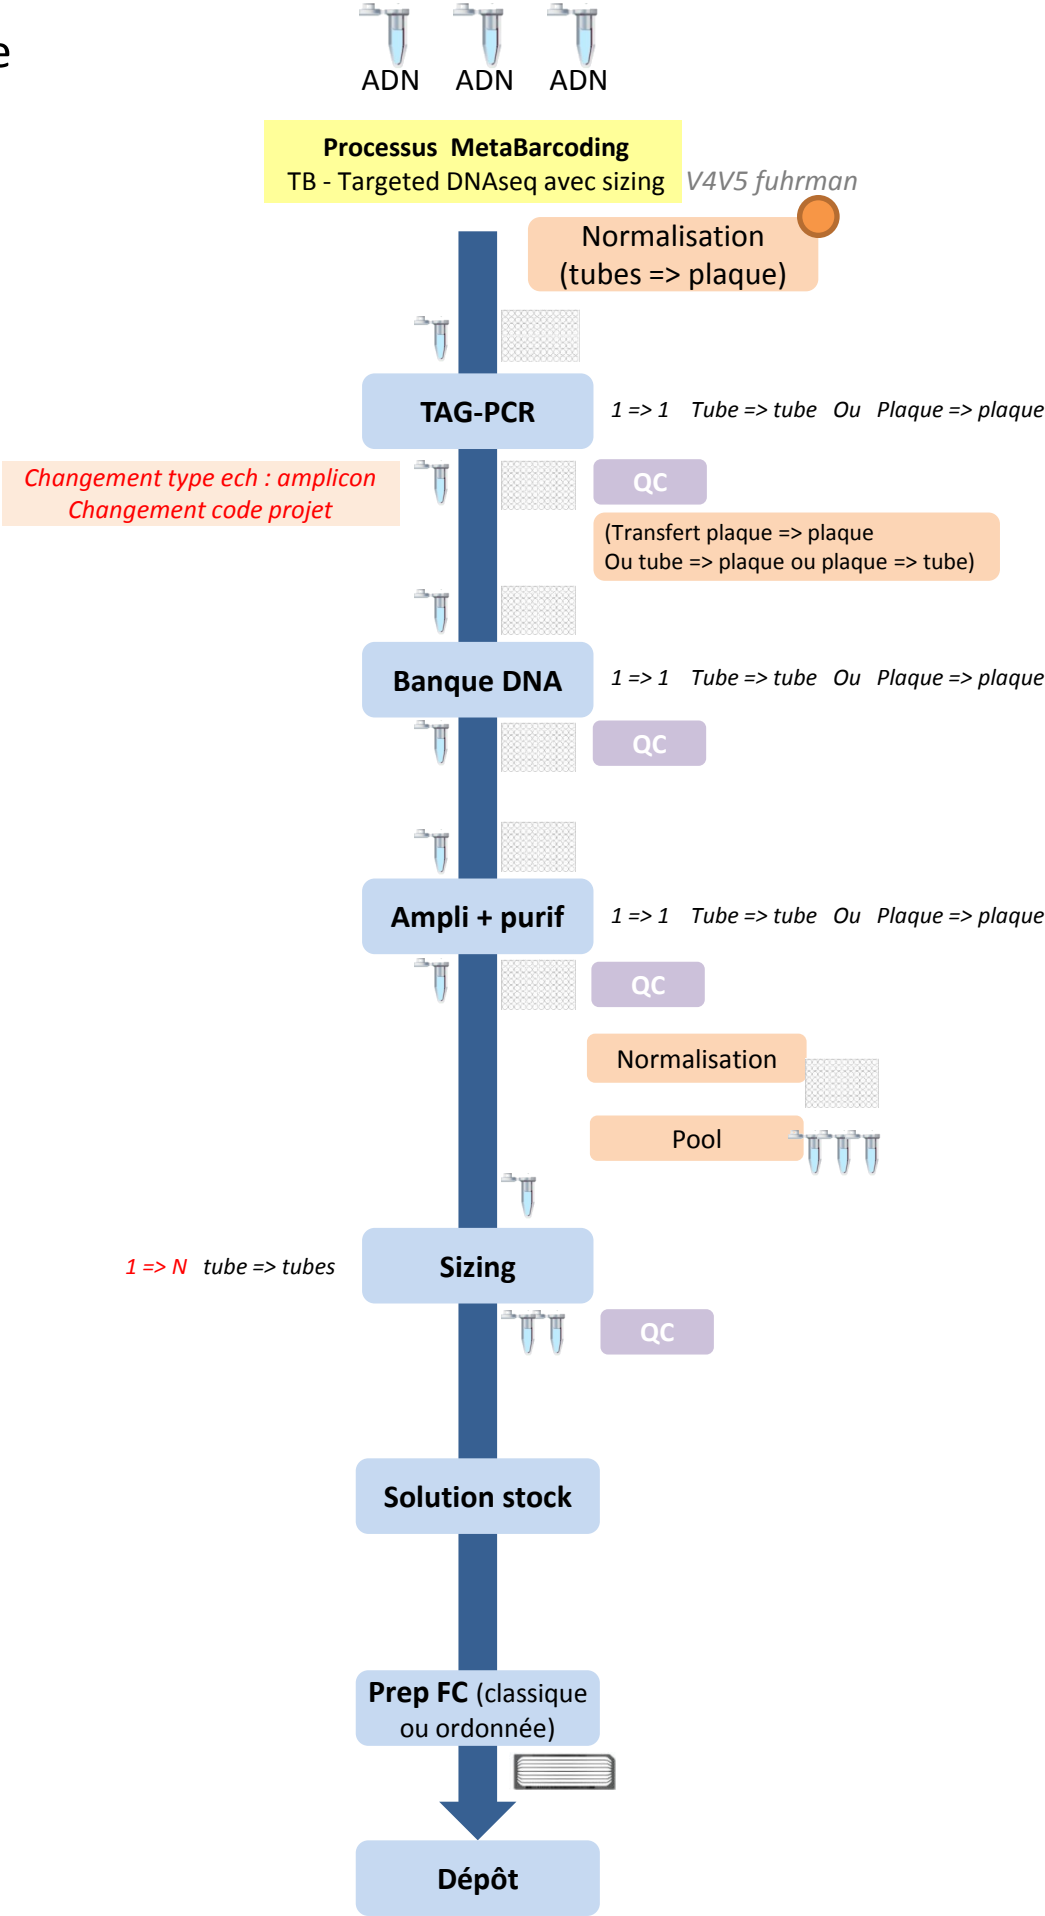 e
ADN ADN ADN
Processus MetaBarcoding
TB - Targeted DNAseq avec sizing V4V5 fuhrman
Normalisation
(tubes => plaque)
TAG-PCR 1 => 1 Tube => tube Ou Plaque => plaque
Changement type ech : amplicon
Changement code projet
QC
(Transfert plaque => plaque
Ou tube => plaque ou plaque => tube)
Banque DNA 1 => 1 Tube => tube Ou Plaque => plaque
QC
Ampli + purif 1 => 1 Tube => tube Ou Plaque => plaque
QC
Normalisation
Pool
1 => N tube => tubes Sizing
QC
Solution stock
Prep FC (classique
ou ordonnée)
Dépôt